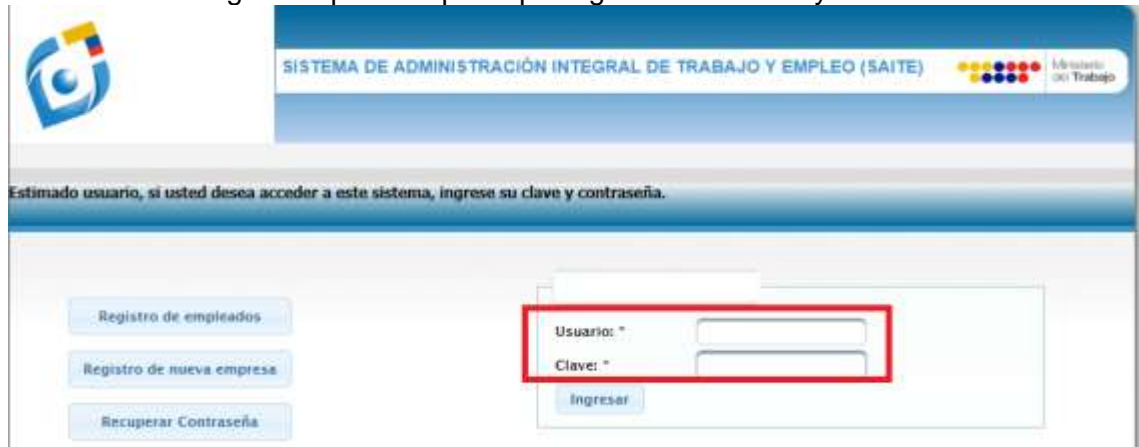 SISTEMA DE ADMINISTRACIÓN INTEGRAL DE TRABAJO Y EMPLEO (SAITE)
Ministerio
del Trabajo
Estimado usuario, si usted desea acceder a este sistema, ingrese su clave y contraseña.
Registro de empleados
Usuario: *
Registro de nueva empresa
Clave: *
Ingresar
Recuperar Contraseña